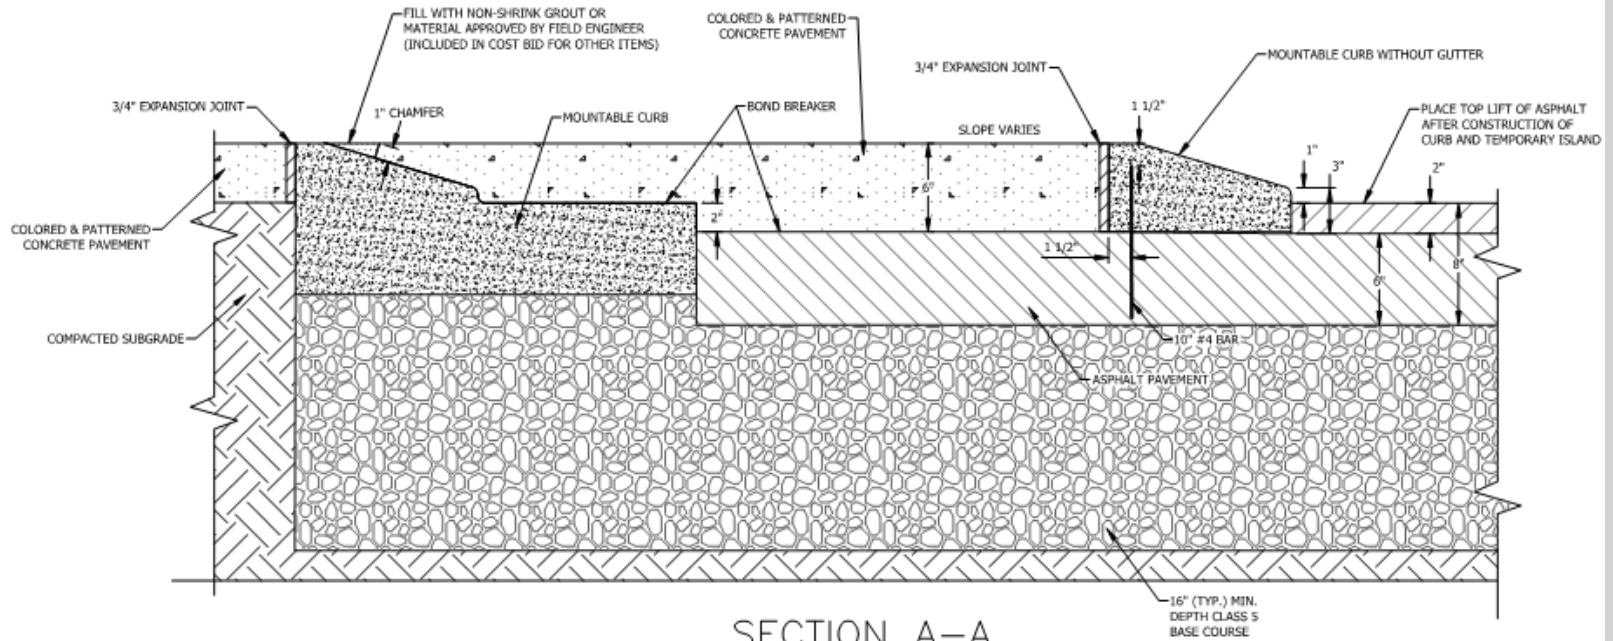 FILL WITH NON-SHRINK GROUT OR
MATERIAL APPROVED BY FIELD ENGINEER
(INCLUDED IN COST BID FOR OTHER ITEMS)
COLORED & PATTERNED
CONCRETE PAVEMENT
3/4" EXPANSION JOINT
MOUNTABLE CURB WITHOUT GUTTER
3/4" EXPANSION JOINT
1" CHAMFER
MOUNTABLE CURB
BOND BREAKER
SLOPE VARIES
1 1/2"
PLACE TOP LIFT OF ASPHALT
AFTER CONSTRUCTION OF
CURB AND TEMPORARY ISLAND
1"
3"
2"
6"
2"
COLORED & PATTERNED
CONCRETE PAVEMENT
1 1/2"
6"
8"
COMPACTED SUBGRADE
10" #4 BAR
ASPHALT PAVEMENT
16" (TYP.) MIN.
DEPTH CLASS 5
BASE COURSE
SECTION A-A